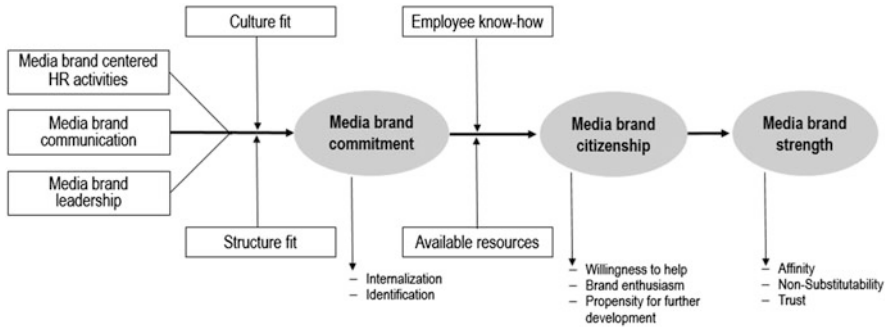 Culture fit
Employee know-how
Media brand centered
HR activities
Media brand
communication
Media brand
leadership
Media brand
commitment
Media brand
citizenship
Media brand
strength
Structure fit
Available resources
– Internalization
– Identification
– Willingness to help
– Brand enthusiasm
– Propensity for further
development
– Affinity
– Non-Substitutability
– Trust